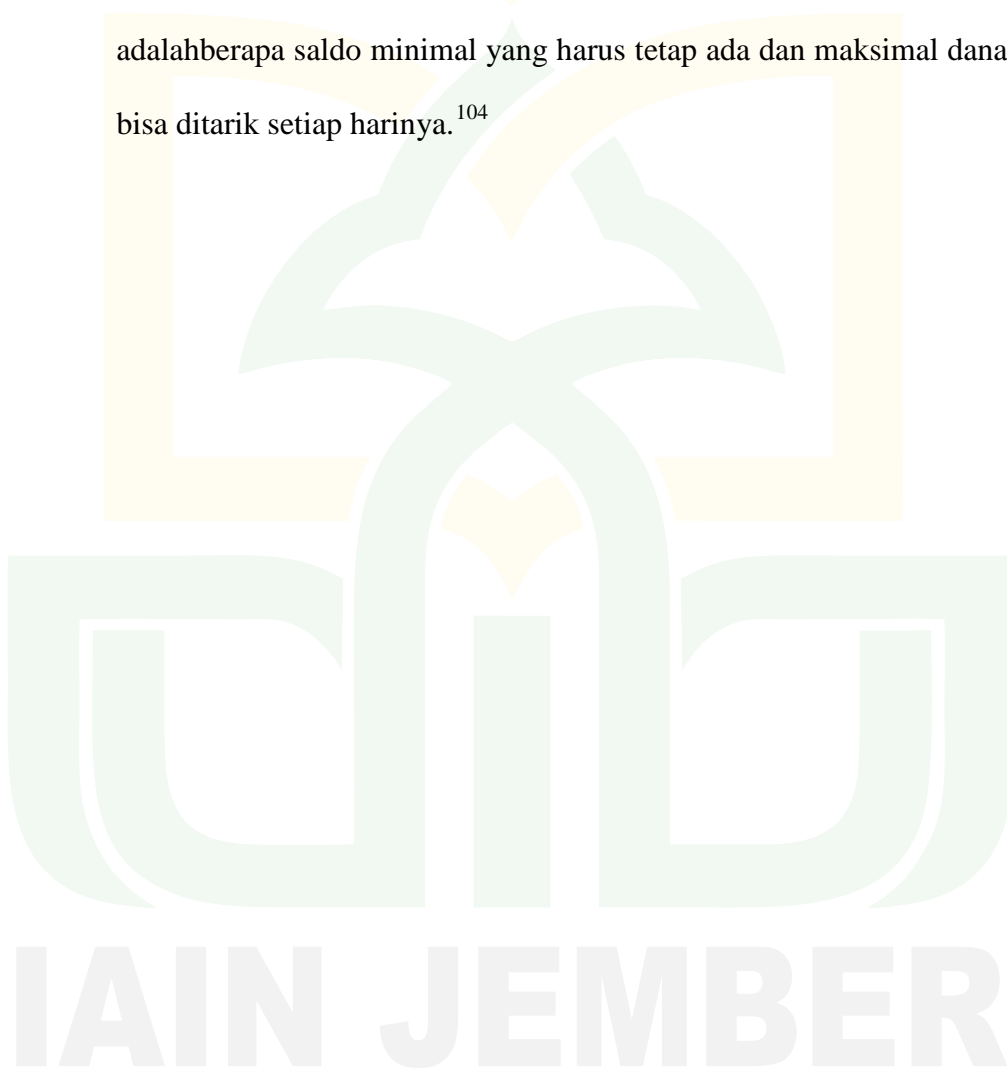 adalahberapa saldo minimal yang harus tetap ada dan maksimal dana
bisa ditarik setiap harinya.104
IAIN JEMBER